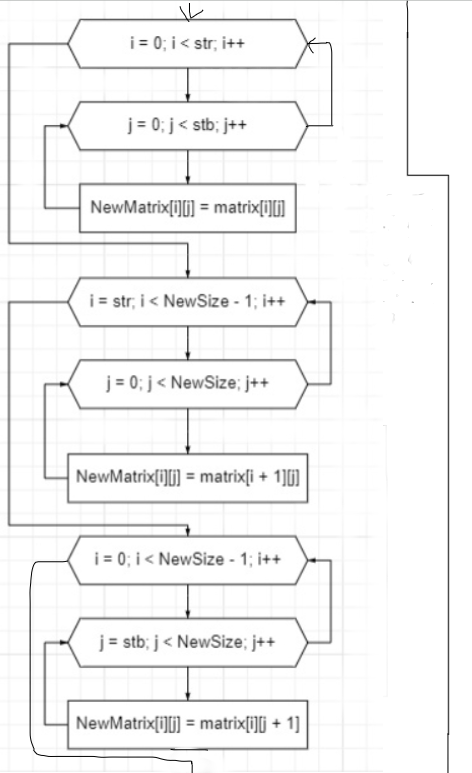 i = 0; i < str; i++
j = 0; j < stb; j++
NewMatrix[i][j] = matrix[i][j]
i = str; i < NewSize - 1; i++
j = 0; j < NewSize; j++
NewMatrix[i][j] = matrix[i + 1][j]
i = 0; i < NewSize - 1; i++
j = stb; j < NewSize; j++
NewMatrix[i][j] = matrix[i][j + 1]